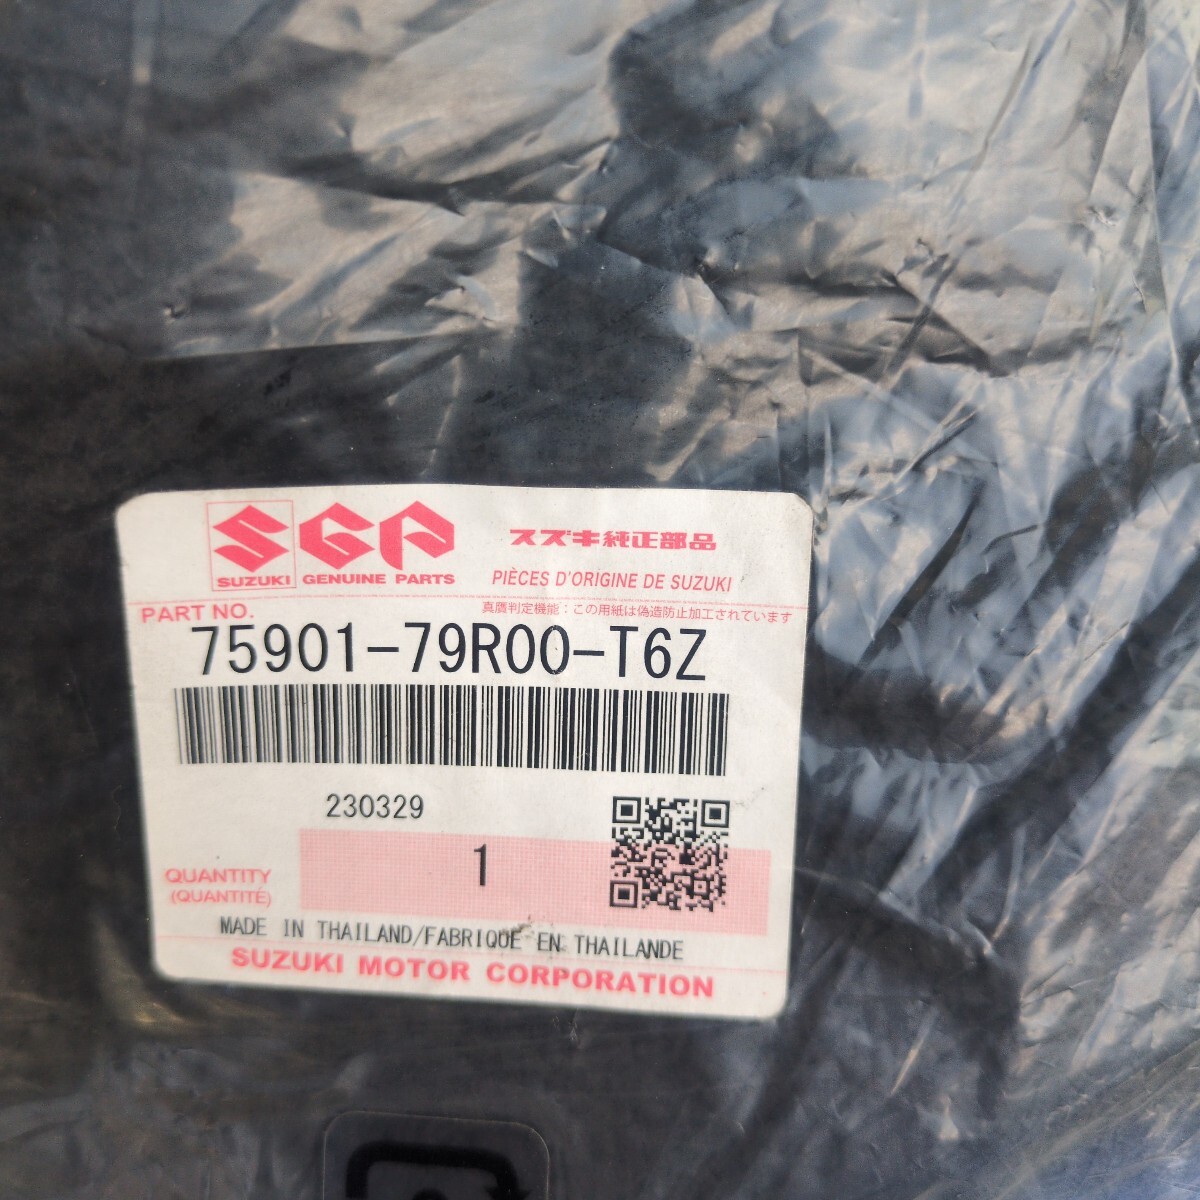 SGP
SUZUKI GENUINE PARTS
スズキ純正部品
PIÈCES D'ORIGINE DE SUZUKI
PART NO.
真贋判定機能：この用紙は偽造防止加工されています
75901-79R00-T6Z
230329
1
QUANTITY
(QUANTITÉ)
MADE IN THAILAND/FABRIQUE EN THAILANDE
SUZUKI MOTOR CORPORATION